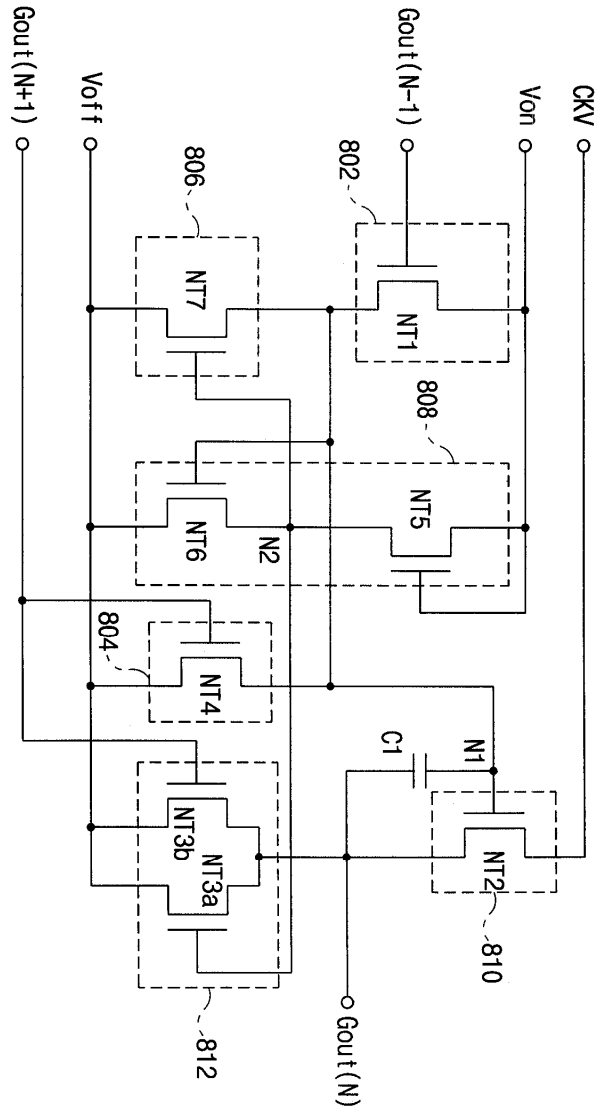 CKV
Von
Gout(N-1)
Voff
Gout(N+1)
802
806
NT1
NT7
808
NT5
NT6
N2
804
NT4
N1
C1
NT2
NT3b
NT3a
810
812
Gout(N)